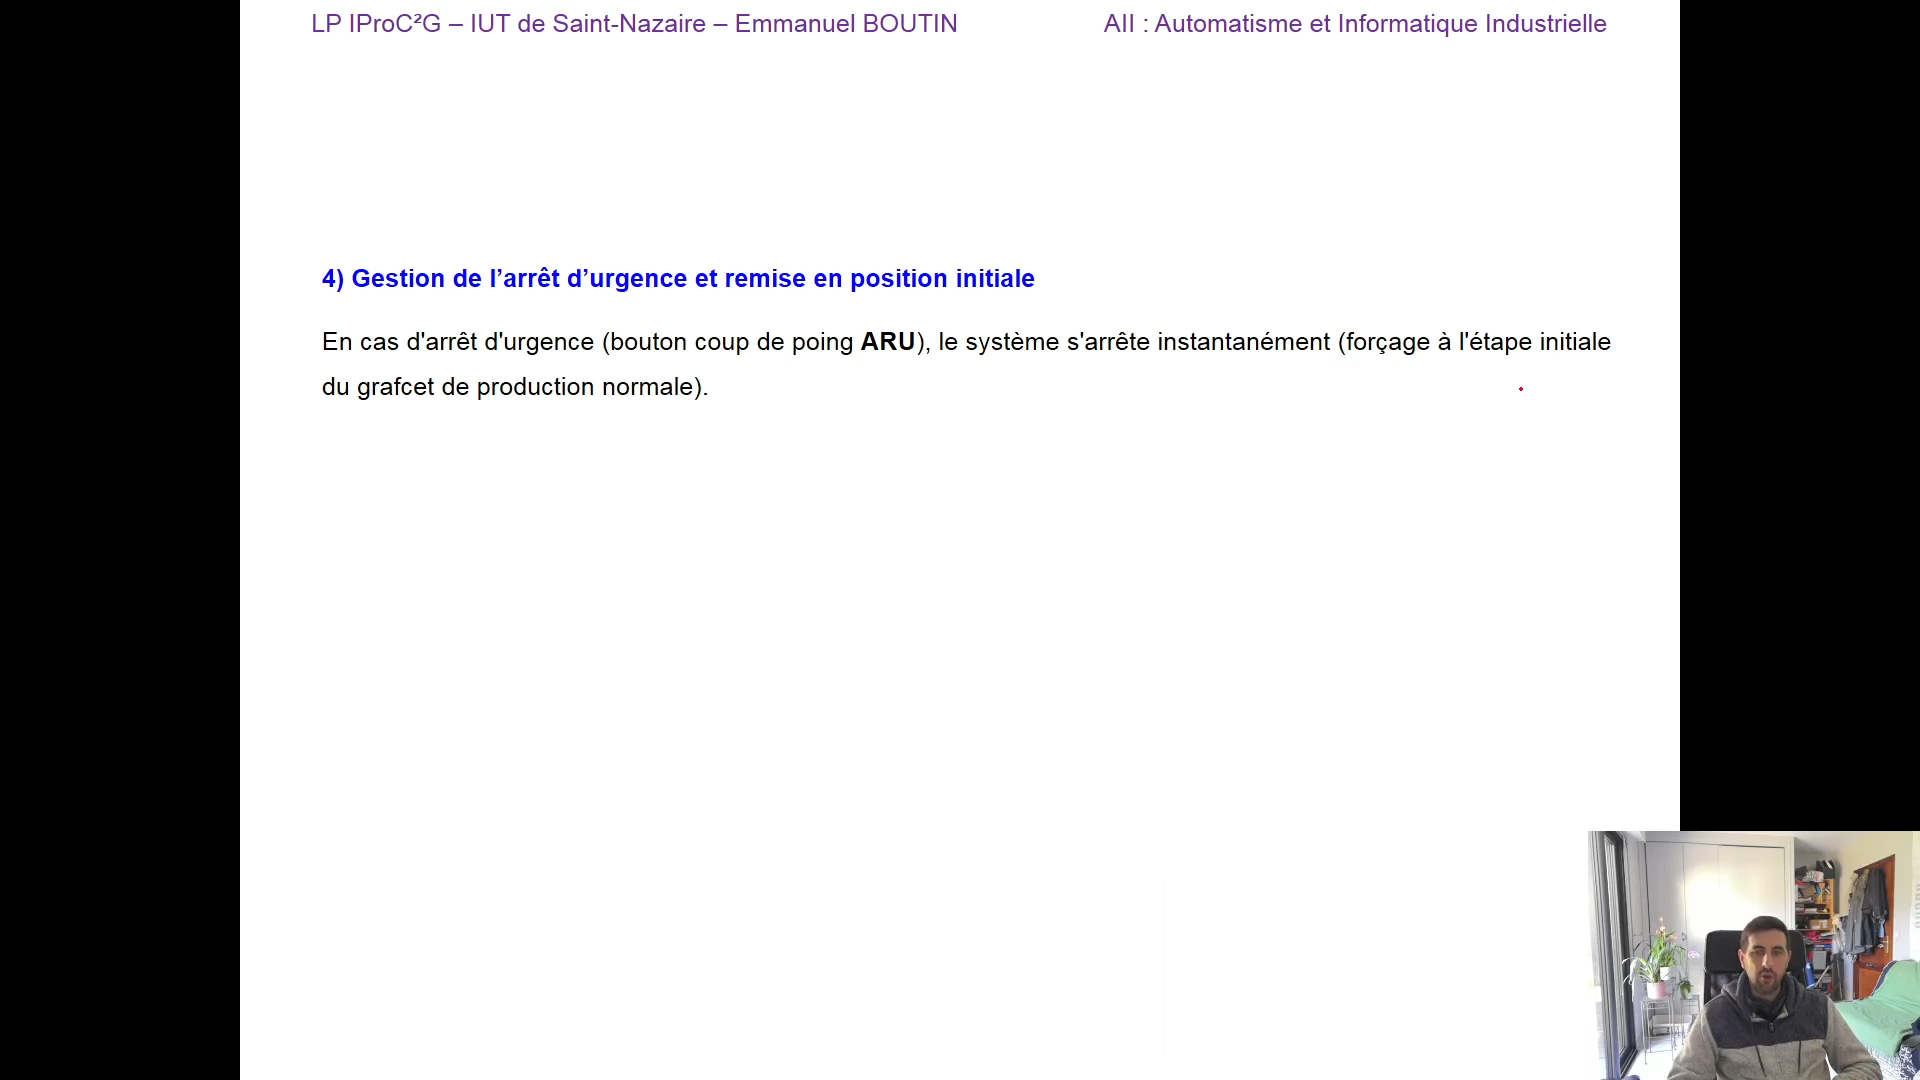 LP IProC²G – IUT de Saint-Nazaire – Emmanuel BOUTIN AII : Automatisme et Informatique Industrielle
4) Gestion de l’arrêt d’urgence et remise en position initiale
En cas d'arrêt d'urgence (bouton coup de poing ARU), le système s'arrête instantanément (forçage à l'étape initiale
du grafcet de production normale).